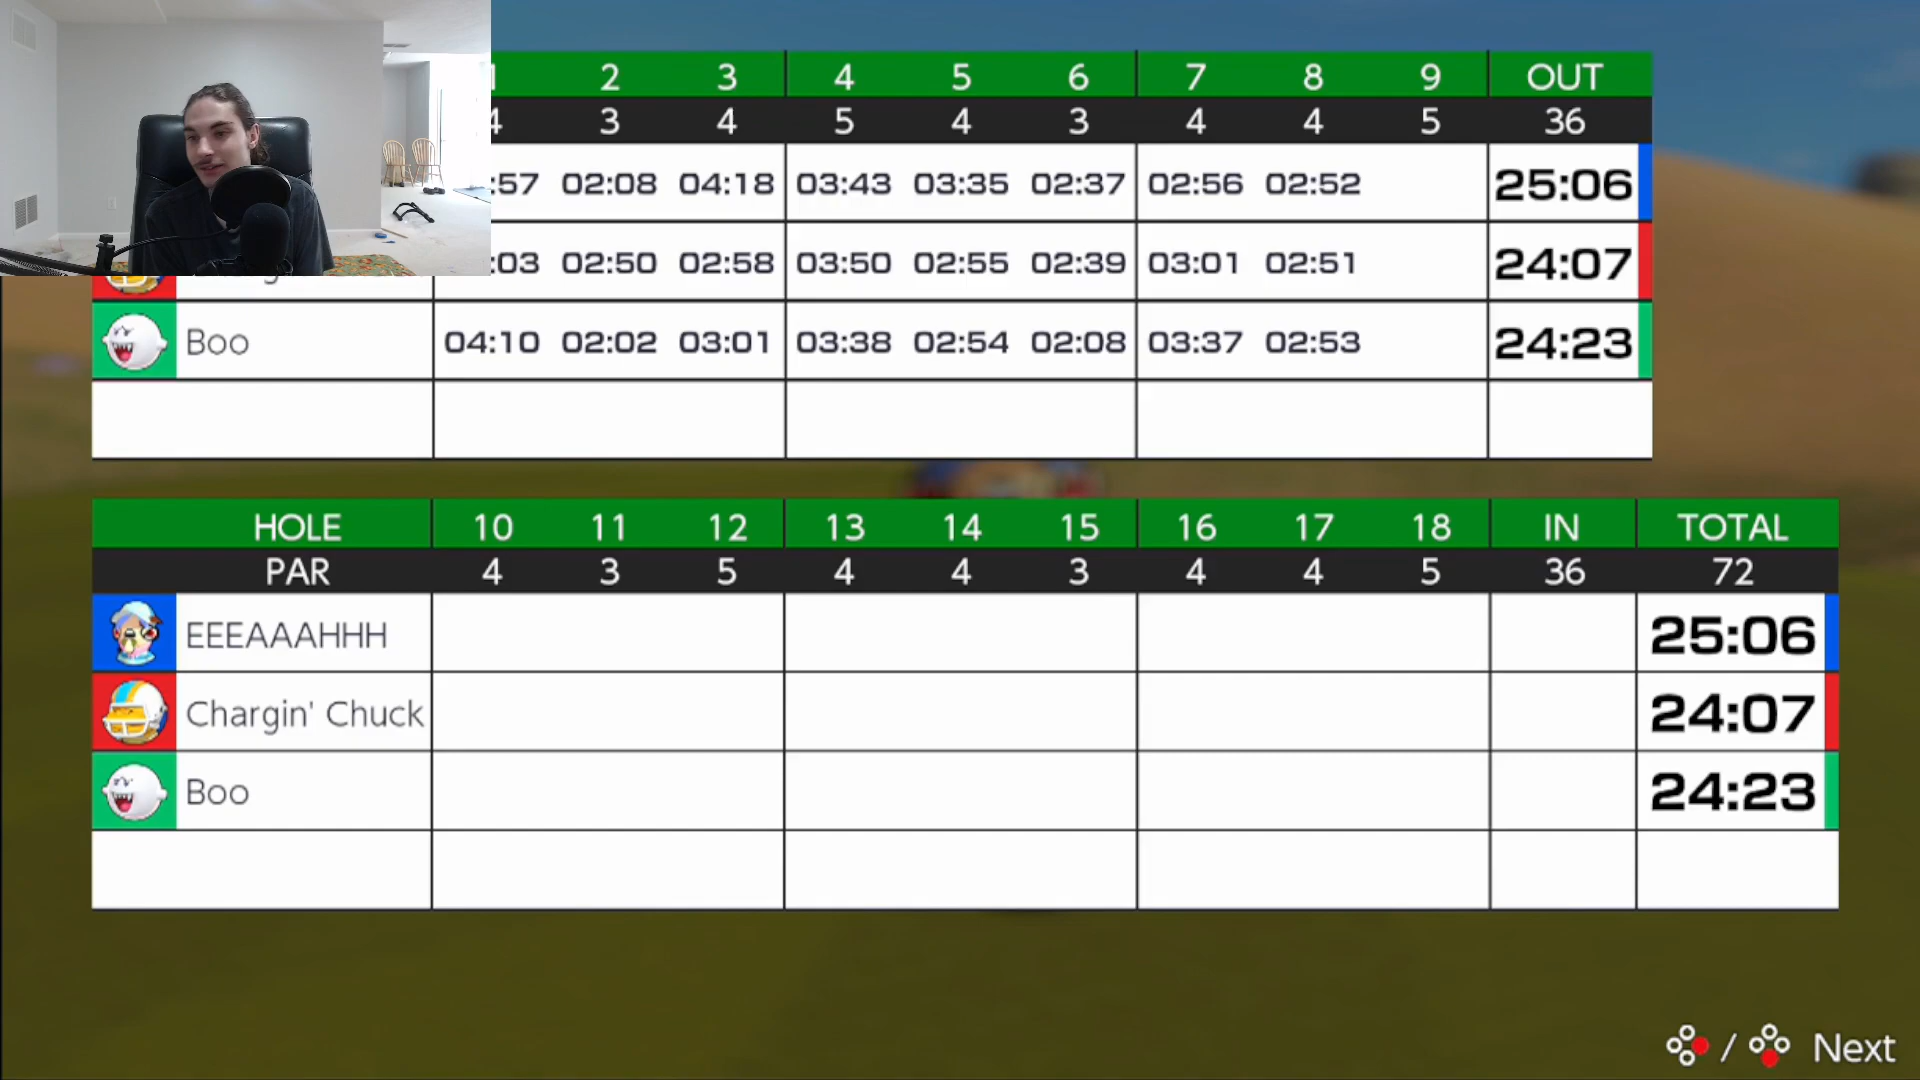 1 2 3 4 5 6 7 8 9 OUT
4 3 4 5 4 3 4 4 5 36
:57 02:08 04:18 03:43 03:35 02:37 02:56 02:52 25:06
:03 02:50 02:58 03:50 02:55 02:39 03:01 02:51 24:07
Boo 04:10 02:02 03:01 03:38 02:54 02:08 03:37 02:53 24:23
HOLE 10 11 12 13 14 15 16 17 18 IN TOTAL
PAR 4 3 5 4 4 3 4 4 5 36 72
EEEAAAHHH 25:06
Chargin' Chuck 24:07
Boo 24:23
/ Next